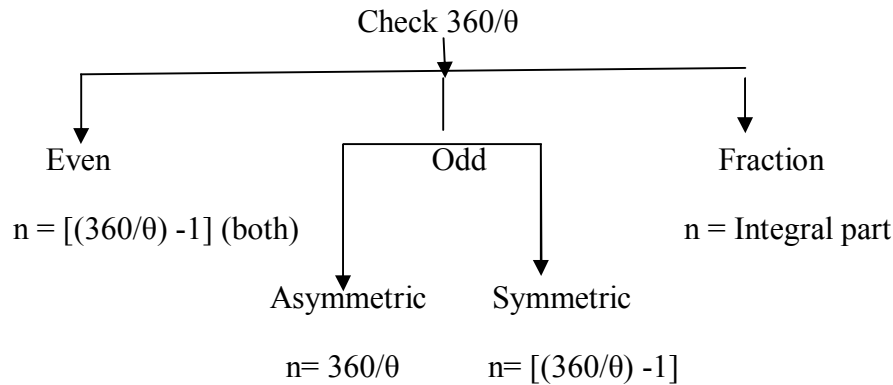 Check 360/θ
Even
Odd
Fraction
n = [(360/θ) -1] (both)
n = Integral part
Asymmetric
Symmetric
n= 360/θ
n= [(360/θ) -1]